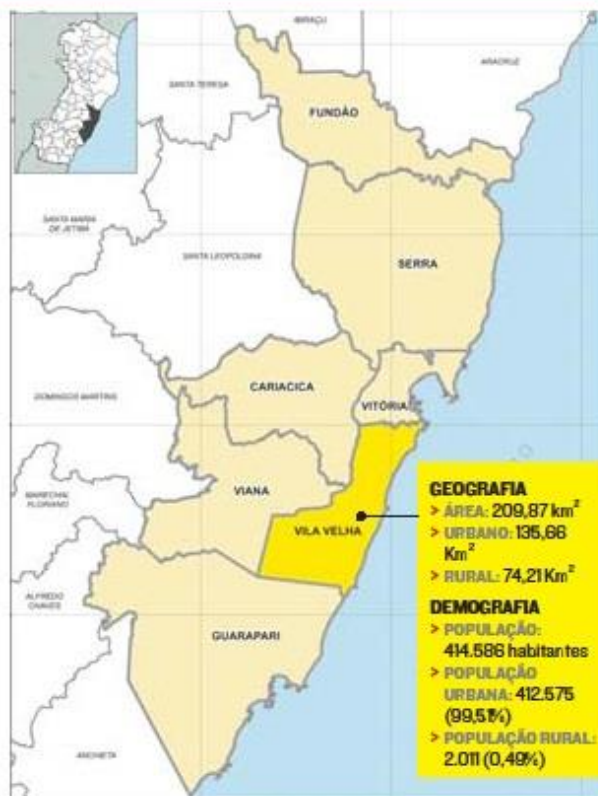 IBIRAÇU
ARACRUZ
SANTA TERESA
FUNDÃO
SANTA MARIA
DE JETIBÁ
SANTA LEOPOLDINA
SERRA
CARIACICA
DOMINGOS MARTINS
VITÓRIA
VIANA
MARECHAL
FLORIANO
VILA VELHA
ALFREDO
CHAVES
GUARAPARI
ANCHIETA
GEOGRAFIA
> ÁREA: 209,87 km²
> URBANO: 135,66
Km²
> RURAL: 74,21 Km²
DEMOGRAFIA
> POPULAÇÃO:
414.586 habitantes
> POPULAÇÃO
URBANA: 412.575
(99,51%)
> POPULAÇÃO RURAL:
2.011 (0,49%)